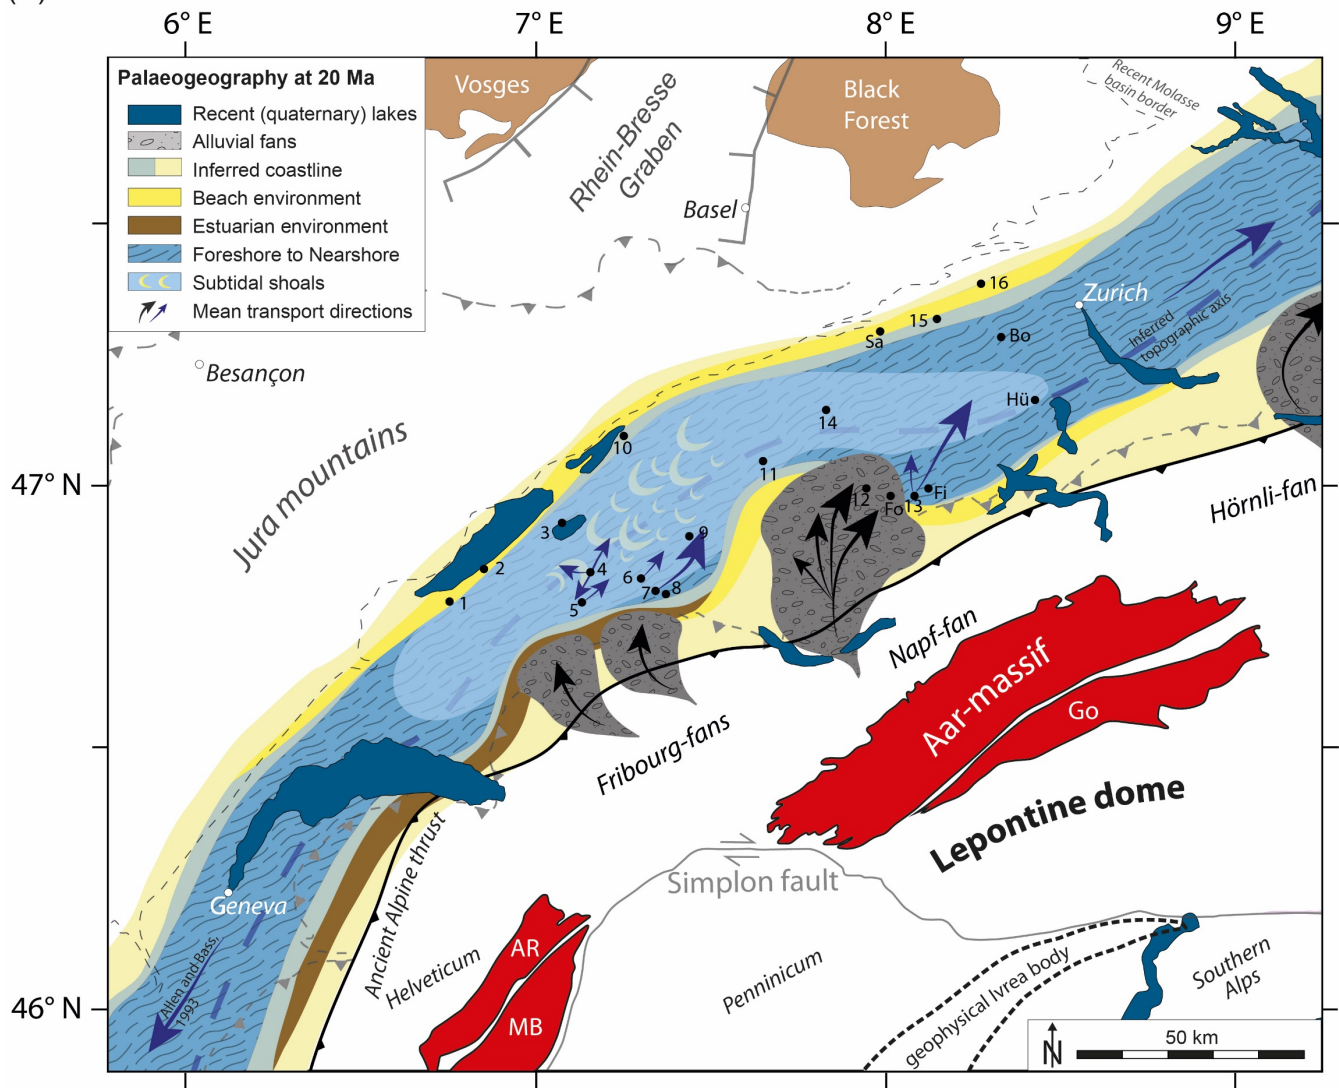 6° E
7° E
8° E
9° E
Palaeogeography at 20 Ma
Recent (quaternary) lakes
Alluvial fans
Inferred coastline
Beach environment
Estuarian environment
Foreshore to Nearshore
Subtidal shoals
Mean transport directions
Vosges
Rhein-Bresse
Graben
Black
Forest
Recent Molasse
basin border
Basel
Besançon
Jura mountains
16
15
Sa
Bo
Zurich
Inferred
topographic axis
Hü
14
10
11
47° N
12
Fo
13
Fi
3
9
2
4
6
1
5
7
8
Hörnli-fan
Napf-fan
Aar-massif
Go
Fribourg-fans
Lepontine dome
Simplon fault
Geneva
Ancient Alpine thrust
Allen and Bass,
1993
Helveticum
AR
MB
Penninicum
geophysical Ivrea body
Southern
Alps
46° N
N
50 km